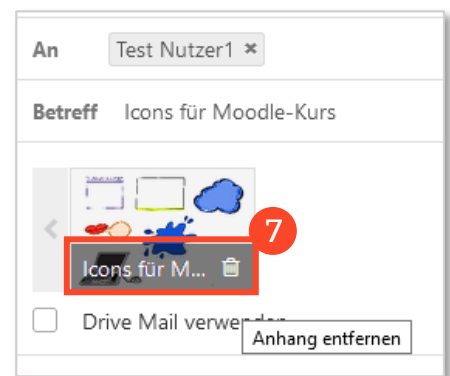 An Test Nutzer1 ×
Betreff Icons für Moodle-Kurs
7
Icons für M...
Drive Mail verwenden
Anhang entfernen